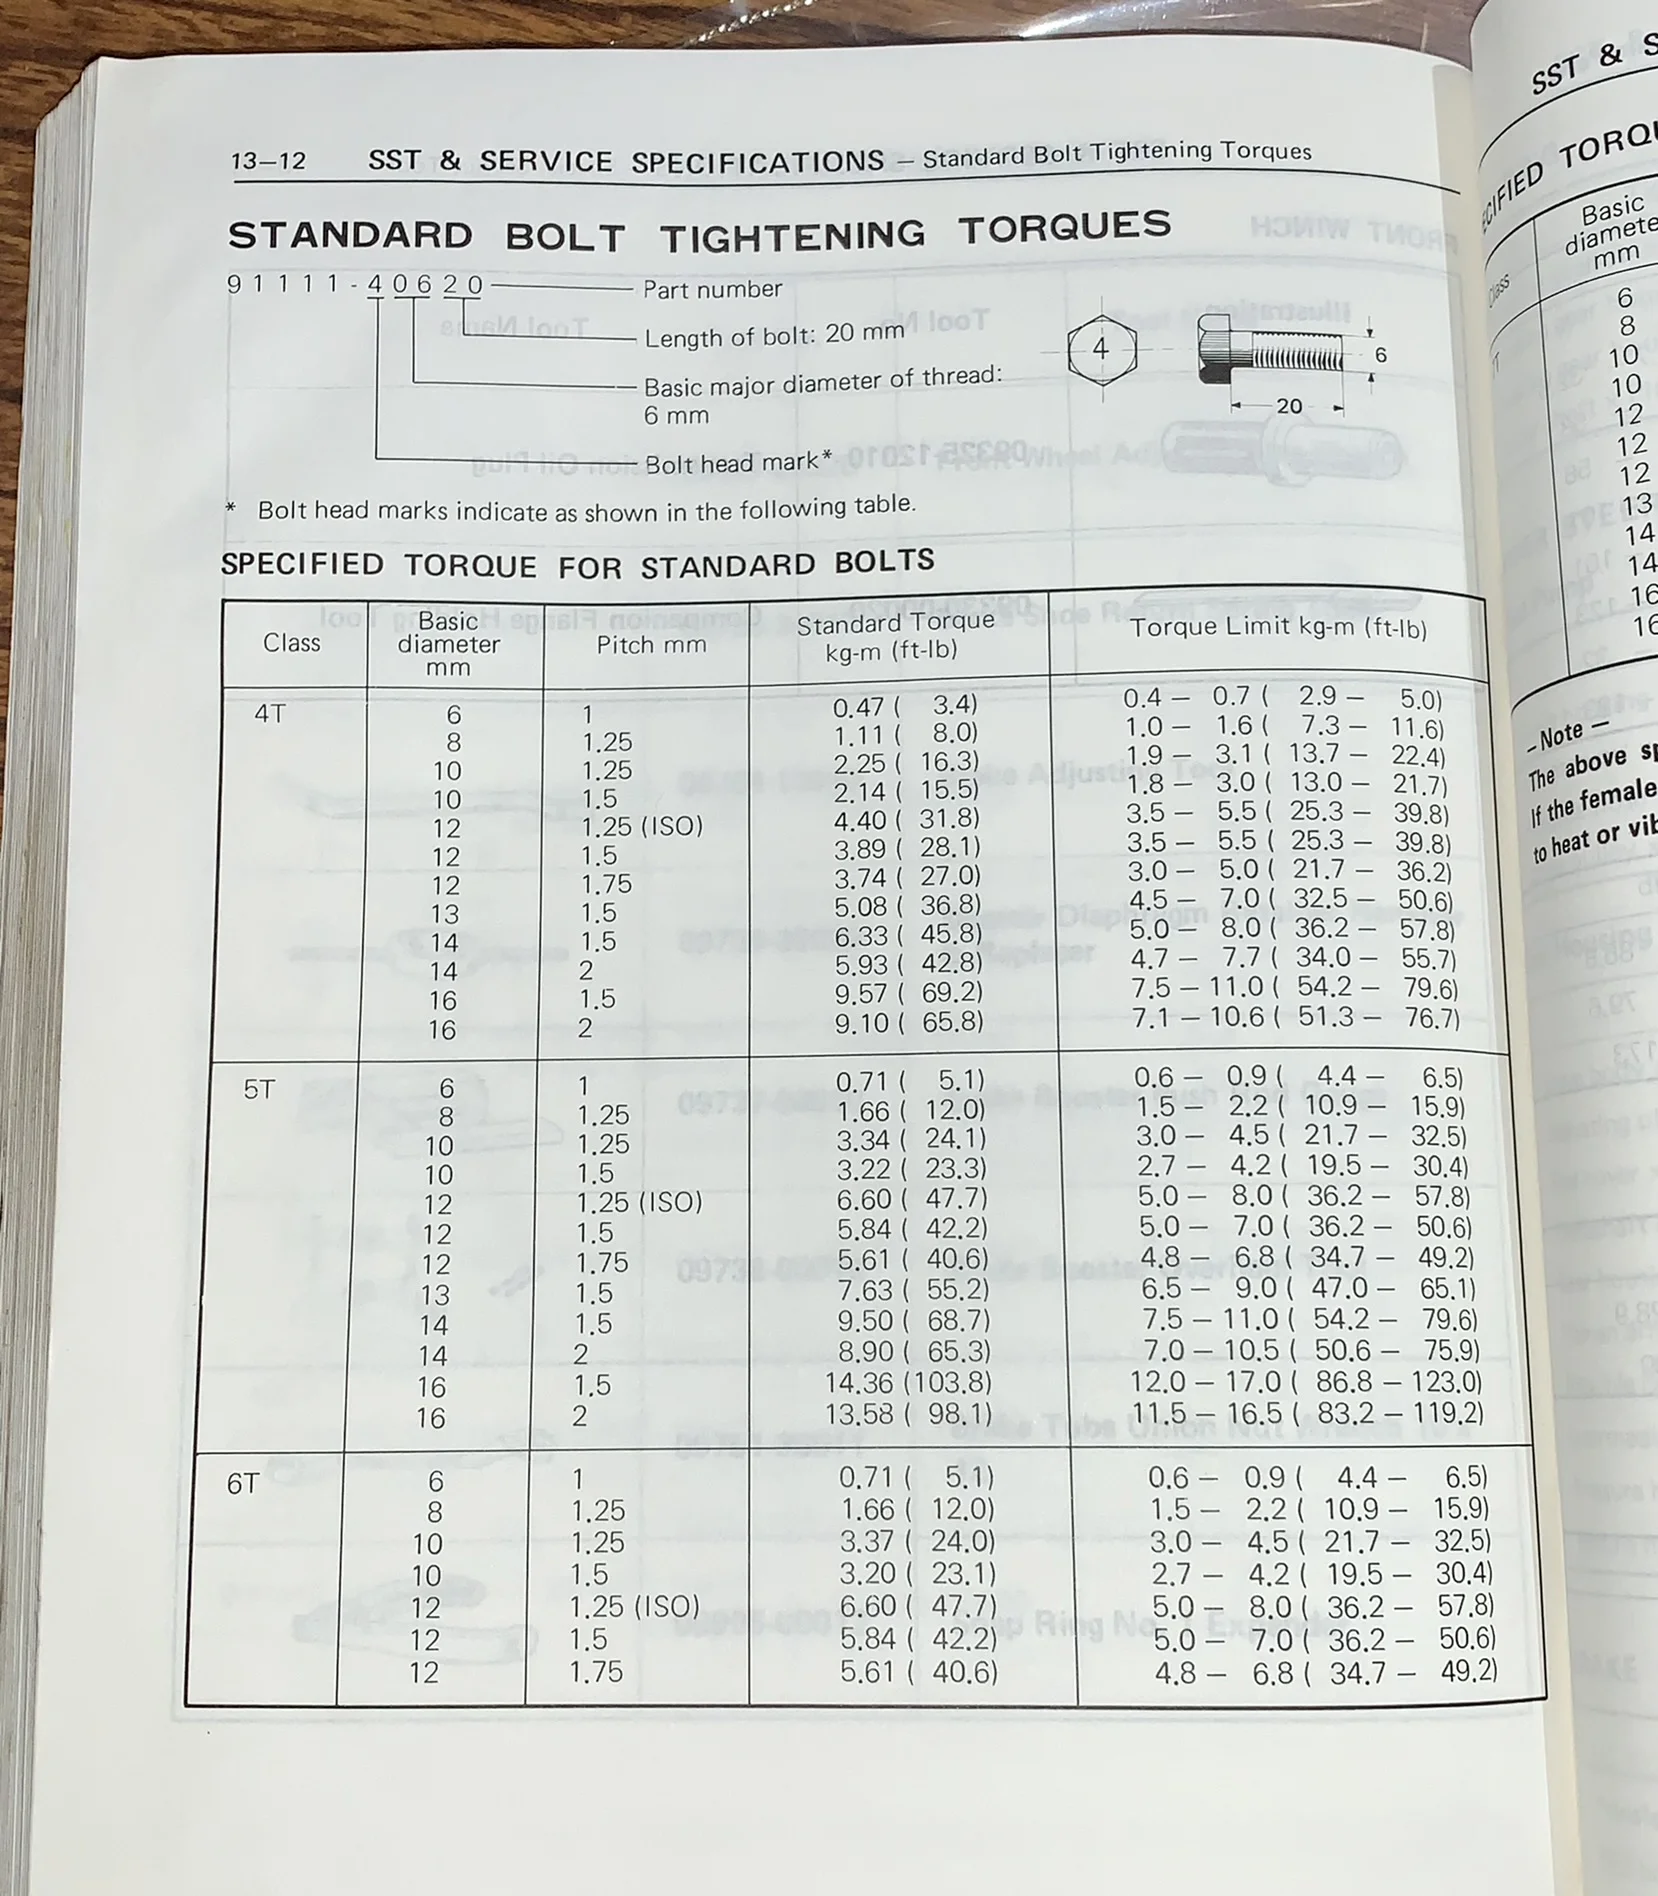 13–12 SST & SERVICE SPECIFICATIONS – Standard Bolt Tightening Torques
STANDARD BOLT TIGHTENING TORQUES
91111-40620 Part number
Length of bolt: 20 mm
Basic major diameter of thread:
6 mm
Bolt head mark*
4
6
20
* Bolt head marks indicate as shown in the following table.
SPECIFIED TORQUE FOR STANDARD BOLTS
Class Basic diameter mm Pitch mm Standard Torque kg-m (ft-lb) Torque Limit kg-m (ft-lb)
4T 6 1 0.47 ( 3.4) 0.4 – 0.7 ( 2.9 – 5.0)
8 1.25 1.11 ( 8.0) 1.0 – 1.6 ( 7.3 – 11.6)
10 1.25 2.25 ( 16.3) 1.9 – 3.1 ( 13.7 – 22.4)
10 1.5 2.14 ( 15.5) 1.8 – 3.0 ( 13.0 – 21.7)
12 1.25 (ISO) 4.40 ( 31.8) 3.5 – 5.5 ( 25.3 – 39.8)
12 1.5 3.89 ( 28.1) 3.5 – 5.5 ( 25.3 – 39.8)
12 1.75 3.74 ( 27.0) 3.0 – 5.0 ( 21.7 – 36.2)
13 1.5 5.08 ( 36.8) 4.5 – 7.0 ( 32.5 – 50.6)
14 1.5 6.33 ( 45.8) 5.0 – 8.0 ( 36.2 – 57.8)
14 2 5.93 ( 42.8) 4.7 – 7.7 ( 34.0 – 55.7)
16 1.5 9.57 ( 69.2) 7.5 – 11.0 ( 54.2 – 79.6)
16 2 9.10 ( 65.8) 7.1 – 10.6 ( 51.3 – 76.7)
5T 6 1 0.71 ( 5.1) 0.6 – 0.9 ( 4.4 – 6.5)
8 1.25 1.66 ( 12.0) 1.5 – 2.2 ( 10.9 – 15.9)
10 1.25 3.34 ( 24.1) 3.0 – 4.5 ( 21.7 – 32.5)
10 1.5 3.22 ( 23.3) 2.7 – 4.2 ( 19.5 – 30.4)
12 1.25 (ISO) 6.60 ( 47.7) 5.0 – 8.0 ( 36.2 – 57.8)
12 1.5 5.84 ( 42.2) 5.0 – 7.0 ( 36.2 – 50.6)
12 1.75 5.61 ( 40.6) 4.8 – 6.8 ( 34.7 – 49.2)
13 1.5 7.63 ( 55.2) 6.5 – 9.0 ( 47.0 – 65.1)
14 1.5 9.50 ( 68.7) 7.5 – 11.0 ( 54.2 – 79.6)
14 2 8.90 ( 65.3) 7.0 – 10.5 ( 50.6 – 75.9)
16 1.5 14.36 (103.8) 12.0 – 17.0 ( 86.8 – 123.0)
16 2 13.58 ( 98.1) 11.5 – 16.5 ( 83.2 – 119.2)
6T 6 1 0.71 ( 5.1) 0.6 – 0.9 ( 4.4 – 6.5)
8 1.25 1.66 ( 12.0) 1.5 – 2.2 ( 10.9 – 15.9)
10 1.25 3.37 ( 24.0) 3.0 – 4.5 ( 21.7 – 32.5)
10 1.5 3.20 ( 23.1) 2.7 – 4.2 ( 19.5 – 30.4)
12 1.25 (ISO) 6.60 ( 47.7) 5.0 – 8.0 ( 36.2 – 57.8)
12 1.5 5.84 ( 42.2) 5.0 – 7.0 ( 36.2 – 50.6)
12 1.75 5.61 ( 40.6) 4.8 – 6.8 ( 34.7 – 49.2)
SST &
Basic
mm
6
8
10
10
12
12
12
13
14
14
16
16
–Note –
The above
If the female
to heat or